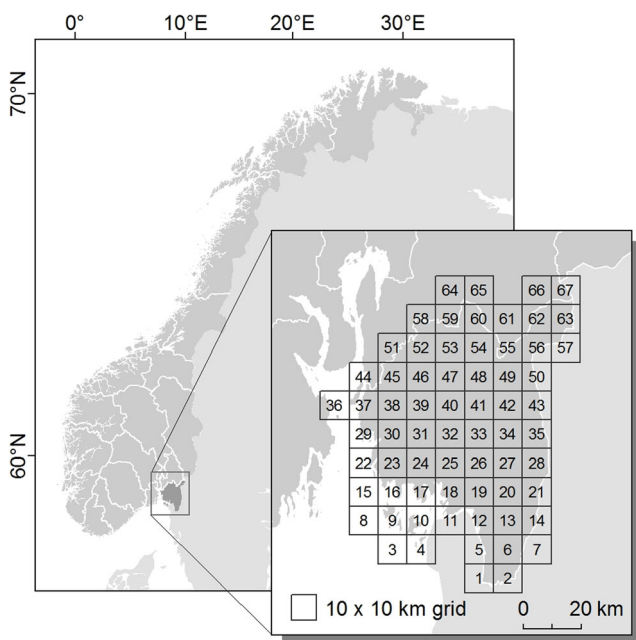 0° 10°E 20°E 30°E
70°N
60°N
64 65 66 67
58 59 60 61 62 63
51 52 53 54 55 56 57
44 45 46 47 48 49 50
36 37 38 39 40 41 42 43
29 30 31 32 33 34 35
22 23 24 25 26 27 28
15 16 17 18 19 20 21
8 9 10 11 12 13 14
3 4 5 6 7
1 2
10 x 10 km grid 0 20 km